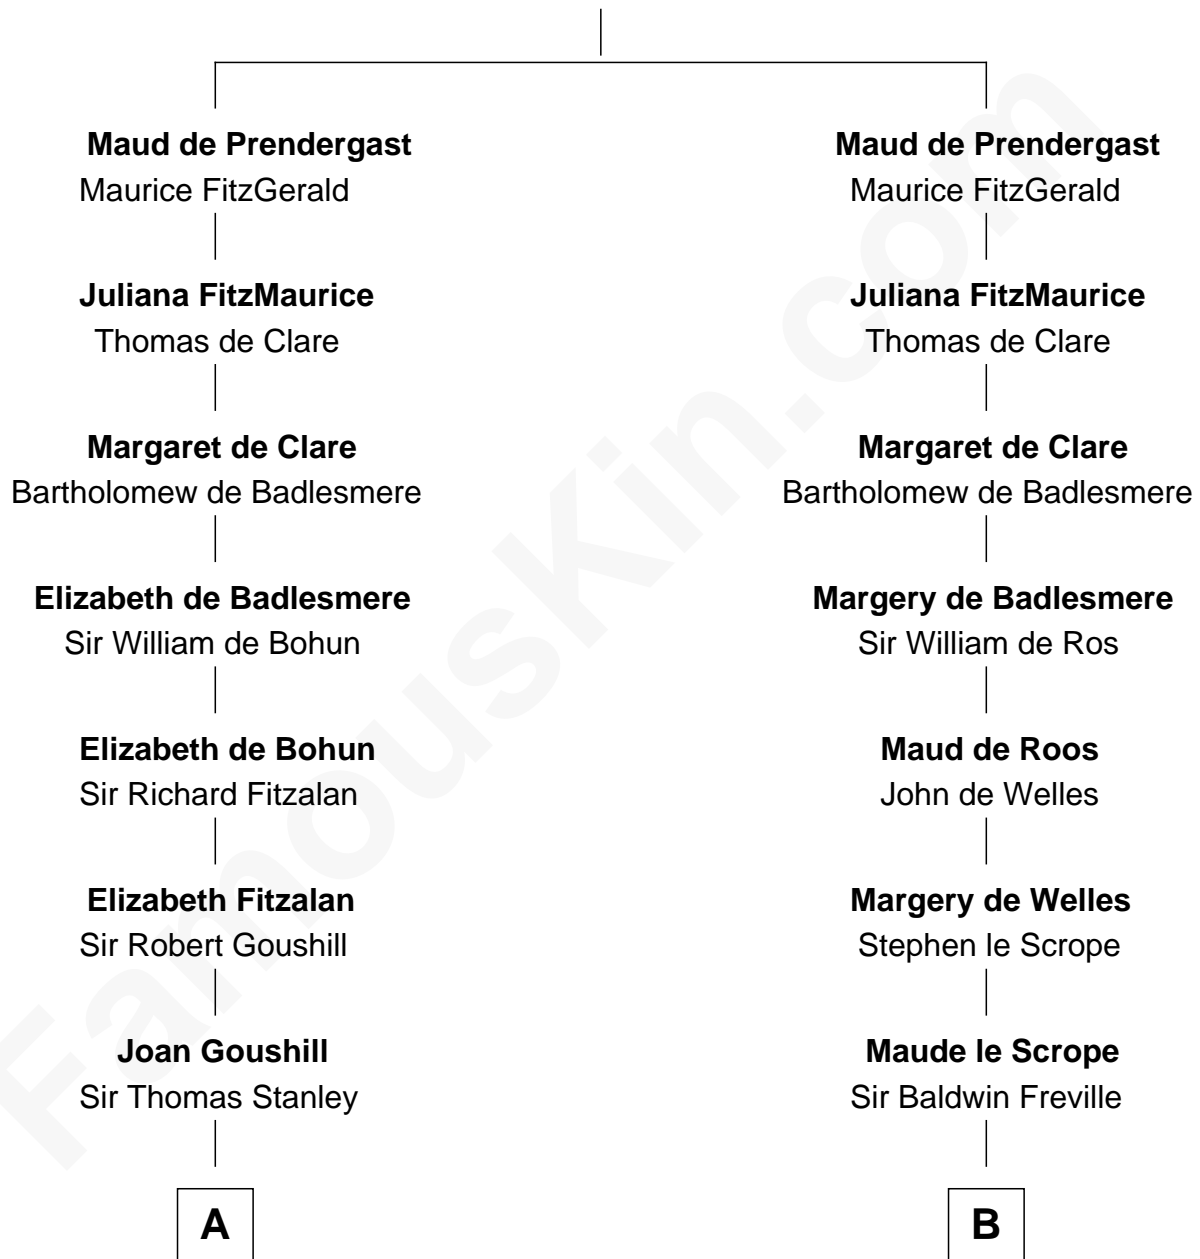 Maud de Prendergast
Maurice FitzGerald
Juliana FitzMaurice
Thomas de Clare
Margaret de Clare
Bartholomew de Badlesmere
Elizabeth de Badlesmere
Sir William de Bohun
Elizabeth de Bohun
Sir Richard Fitzalan
Elizabeth Fitzalan
Sir Robert Goushill
Joan Goushill
Sir Thomas Stanley
A
Maud de Prendergast
Maurice FitzGerald
Juliana FitzMaurice
Thomas de Clare
Margaret de Clare
Bartholomew de Badlesmere
Margery de Badlesmere
Sir William de Ros
Maud de Roos
John de Welles
Margery de Welles
Stephen le Scrope
Maude le Scrope
Sir Baldwin Freville
B
FamousKin.com